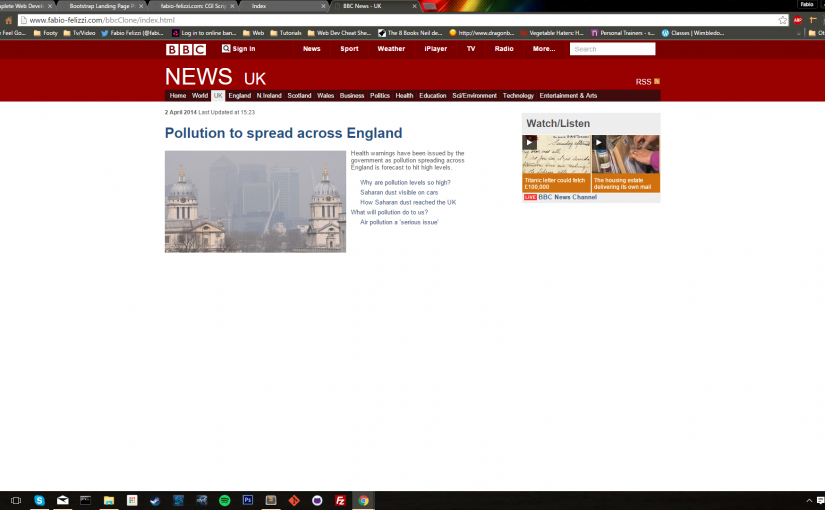 plete Web Devel
Bootstrap Landing Page P
fabio-felizzi.com: CGI Scrip
Index
BBC News - UK
Fabio
www.fabio-felizzi.com/bbcClone/index.html
Feel Go...
Footy
Tv/Video
Fabio Felizzi (@fabi...
Log in to online ban...
Web
Tutorials
Web Dev Cheat She...
The 8 Books Neil de...
http://www.dragonb...
Vegetable Haters: H...
Personal Trainers - s...
Classes | Wimbledo...
BBC
Sign in
News
Sport
Weather
iPlayer
TV
Radio
More...
Search
NEWS UK
RSS
Home World UK England N.Ireland Scotland Wales Business Politics Health Education Sci/Environment Technology Entertainment & Arts
2 April 2014 Last Updated at 15:23
Pollution to spread across England
Health warnings have been issued by the
government as pollution spreading across
England is forecast to hit high levels.
Why are pollution levels so high?
Saharan dust visible on cars
How Saharan dust reached the UK
What will pollution do to us?
Air pollution a 'serious issue'
Watch/Listen
Titanic letter could fetch
£100,000
The housing estate
delivering its own mail
LIVE BBC News Channel